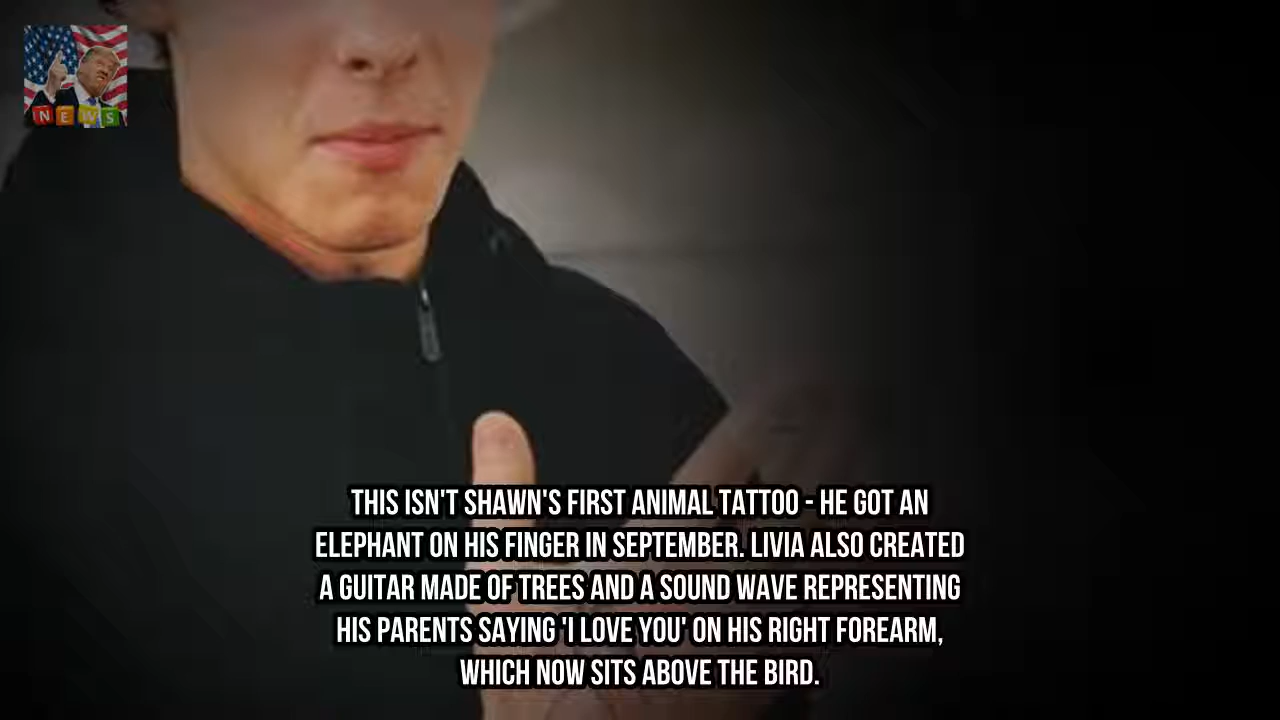 NEWS
THIS ISN'T SHAWN'S FIRST ANIMAL TATTOO - HE GOT AN
ELEPHANT ON HIS FINGER IN SEPTEMBER. LIVIA ALSO CREATED
A GUITAR MADE OF TREES AND A SOUND WAVE REPRESENTING
HIS PARENTS SAYING 'I LOVE YOU' ON HIS RIGHT FOREARM,
WHICH NOW SITS ABOVE THE BIRD.